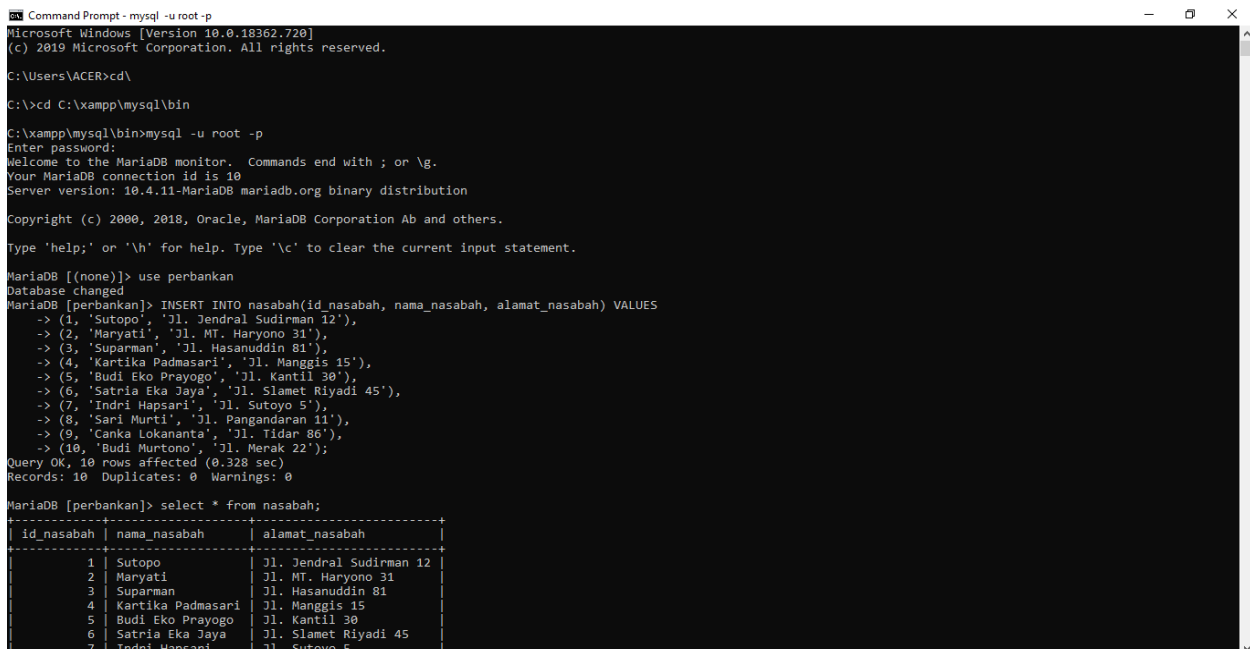 Command Prompt - mysql -u root -p
Microsoft Windows [Version 10.0.18362.720]
(c) 2019 Microsoft Corporation. All rights reserved.
C:\Users\ACER>cd\
C:\>cd C:\xampp\mysql\bin
C:\xampp\mysql\bin>mysql -u root -p
Enter password:
Welcome to the MariaDB monitor.  Commands end with ; or \g.
Your MariaDB connection id is 10
Server version: 10.4.11-MariaDB mariadb.org binary distribution
Copyright (c) 2000, 2018, Oracle, MariaDB Corporation Ab and others.
Type 'help;' or '\h' for help. Type '\c' to clear the current input statement.
MariaDB [(none)]> use perbankan
Database changed
MariaDB [perbankan]> INSERT INTO nasabah(id_nasabah, nama_nasabah, alamat_nasabah) VALUES
    -> (1, 'Sutopo', 'Jl. Jendral Sudirman 12'),
    -> (2, 'Maryati', 'Jl. MT. Haryono 31'),
    -> (3, 'Suparman', 'Jl. Hasanuddin 81'),
    -> (4, 'Kartika Padmasari', 'Jl. Manggis 15'),
    -> (5, 'Budi Eko Prayogo', 'Jl. Kantil 30'),
    -> (6, 'Satria Eka Jaya', 'Jl. Slamet Riyadi 45'),
    -> (7, 'Indri Hapsari', 'Jl. Sutoyo 5'),
    -> (8, 'Sari Murti', 'Jl. Pangandaran 11'),
    -> (9, 'Canka Lokananta', 'Jl. Tidar 86'),
    -> (10, 'Budi Murtono', 'Jl. Merak 22');
Query OK, 10 rows affected (0.328 sec)
Records: 10  Duplicates: 0  Warnings: 0
MariaDB [perbankan]> select * from nasabah;
+------------+-------------------+-------------------------+
| id_nasabah | nama_nasabah      | alamat_nasabah          |
+------------+-------------------+-------------------------+
|          1 | Sutopo            | Jl. Jendral Sudirman 12 |
|          2 | Maryati           | Jl. MT. Haryono 31      |
|          3 | Suparman          | Jl. Hasanuddin 81       |
|          4 | Kartika Padmasari | Jl. Manggis 15          |
|          5 | Budi Eko Prayogo  | Jl. Kantil 30           |
|          6 | Satria Eka Jaya   | Jl. Slamet Riyadi 45    |
|          7 | Indri Hapsari     | Jl. Sutoyo 5            |